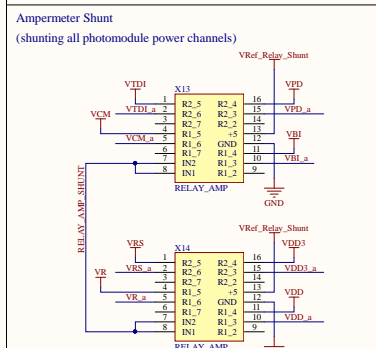 Ampermeter Shunt
(shunting all photomodule power channels)
VRef_Relay_Shunt
X13
VTDI
VPD
1 R2_5 R2_4 16
VTDI_a 2 R2_6 R2_3 15 VPD_a
VCM 3 R2_7 R2_2 14
4 R1_5 +5 13
VCM_a 5 R1_6 GND 12 VBI
6 R1_7 R1_4 11
7 IN2 R1_3 10 VBI_a
8 IN1 R1_2 9
RELAY_AMP
GND
RELAY_AMP_SHUNT
VRef_Relay_Shunt
X14
VRS
VDD3
1 R2_5 R2_4 16
VRS_a 2 R2_6 R2_3 15 VDD3_a
VR 3 R2_7 R2_2 14
4 R1_5 +5 13
VR_a 5 R1_6 GND 12 VDD
6 R1_7 R1_4 11
7 IN2 R1_3 10 VDD_a
8 IN1 R1_2 9
RELAY_AMP